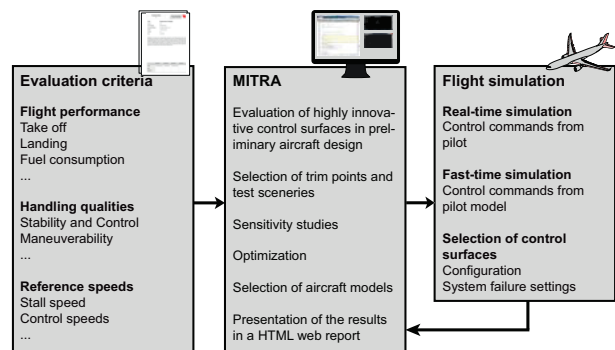 Evaluation criteria
Flight performance
Take off
Landing
Fuel consumption
...
Handling qualities
Stability and Control
Maneuverability
...
Reference speeds
Stall speed
Control speeds
...
MITRA
Evaluation of highly innova-
tive control surfaces in prel-
iminary aircraft design
Selection of trim points and
test sceneries
Sensitivity studies
Optimization
Selection of aircraft models
Presentation of the results
in a HTML web report
Flight simulation
Real-time simulation
Control commands from
pilot
Fast-time simulation
Control commands from
pilot model
Selection of control
surfaces
Configuration
System failure settings